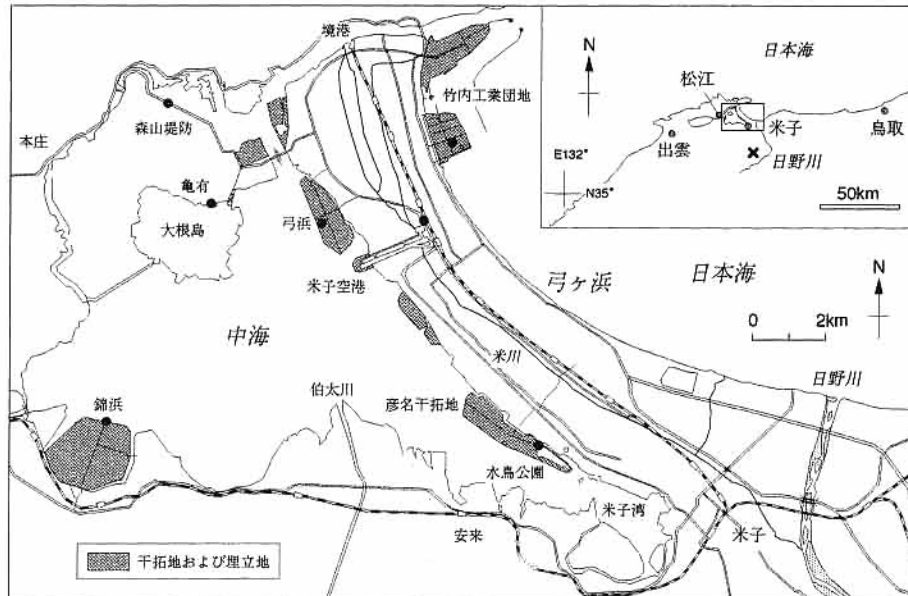 境港
竹内工業団地
森山堤防
本庄
亀有
大根島
弓浜
米子空港
中海
弓ヶ浜
日本海
N
0 2km
米川
日野川
伯太川
錦浜
彦名干拓地
水鳥公園
米子湾
安来
米子
干拓地および埋立地
N
日本海
松江
米子
鳥取
出雲
日野川
E132°
N35°
50km